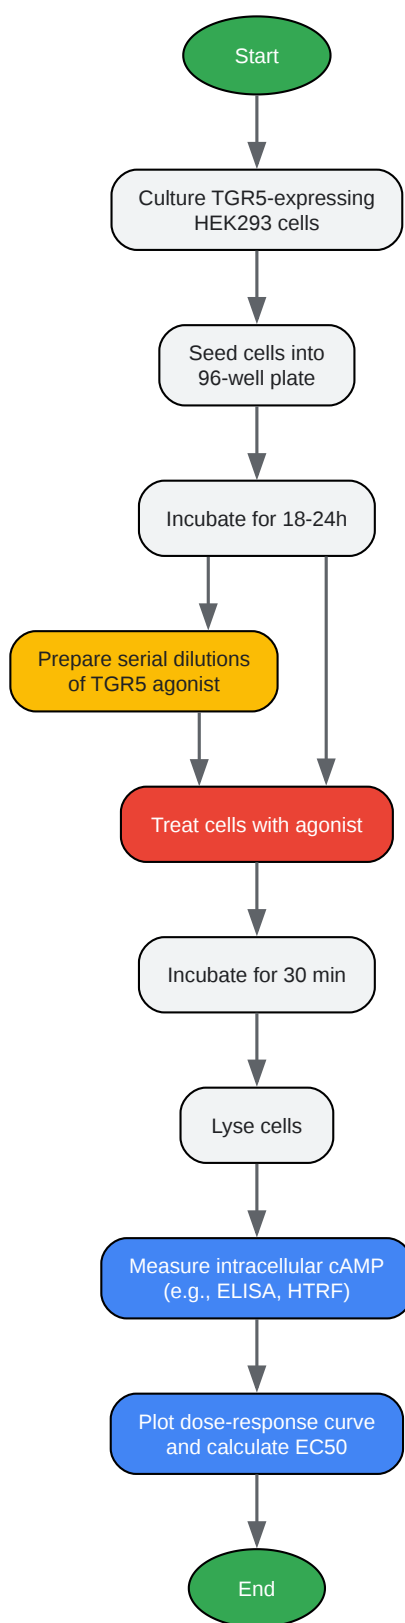 Start
Culture TGR5-expressing
HEK293 cells
Seed cells into
96-well plate
Incubate for 18-24h
Prepare serial dilutions
of TGR5 agonist
Treat cells with agonist
Incubate for 30 min
Lyse cells
Measure intracellular cAMP
(e.g., ELISA, HTRF)
Plot dose-response curve
and calculate EC50
End